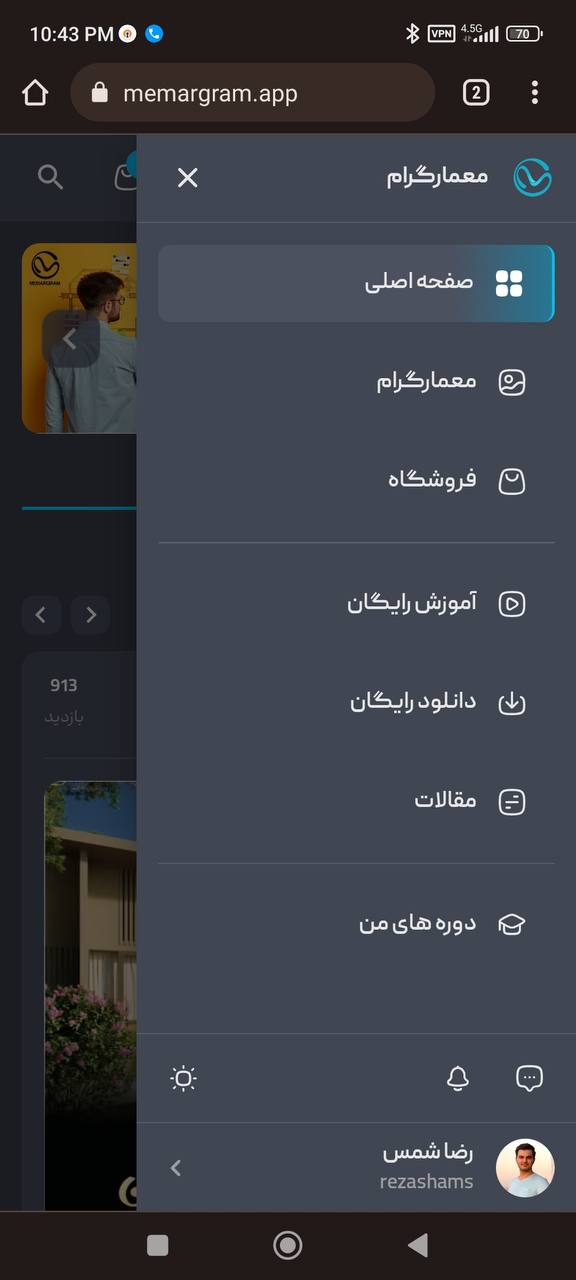 10:43 PM
VPN
4.5G
70
memargram.app
2
معمارگرام
صفحه اصلی
معمارگرام
فروشگاه
آموزش رایگان
دانلود رایگان
مقالات
دوره های من
رضا شمس
rezashams
MEMARGRAM
913
بازدید